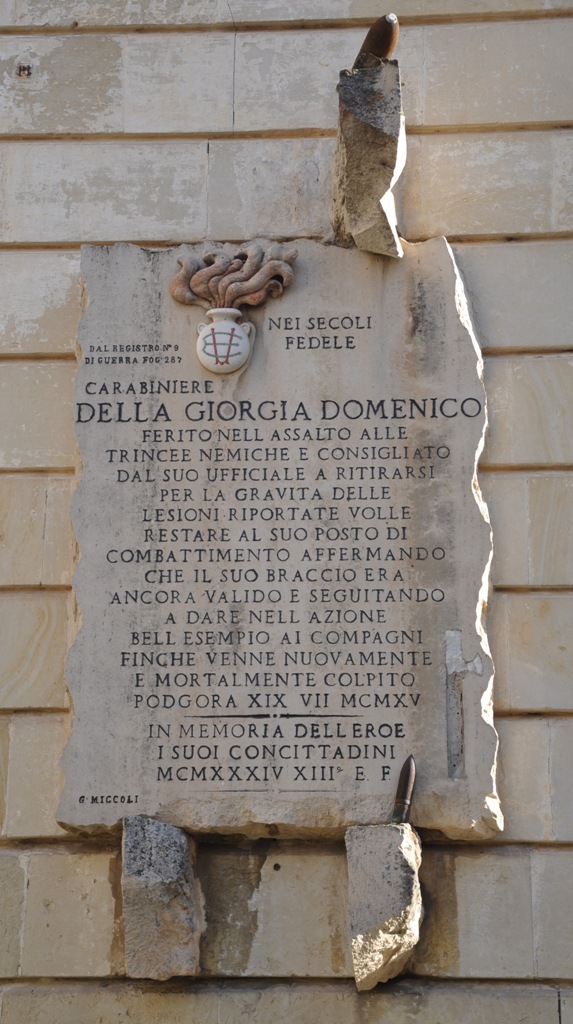 NEI SECOLI
FEDELE
DAL REGISTRO Nº 9
DI GUERRA FOG. 287
CARABINIERE
DELLA GIORGIA DOMENICO
FERITO NELL ASSALTO ALLE
TRINCEE NEMICHE E CONSIGLIATO
DAL SUO UFFICIALE A RITIRARSI
PER LA GRAVITA DELLE
LESIONI RIPORTATE VOLLE
RESTARE AL SUO POSTO DI
COMBATTIMENTO AFFERMANDO
CHE IL SUO BRACCIO ERA
ANCORA VALIDO E SEGUITANDO
A DARE NELL AZIONE
BELL ESEMPIO AI COMPAGNI
FINCHE VENNE NUOVAMENTE
E MORTALMENTE COLPITO
PODGORA XIX VII MCMXV
IN MEMORIA DELL EROE
I SUOI CONCITTADINI
MCMXXXIV XIIIº E. F
G. MICCOLI